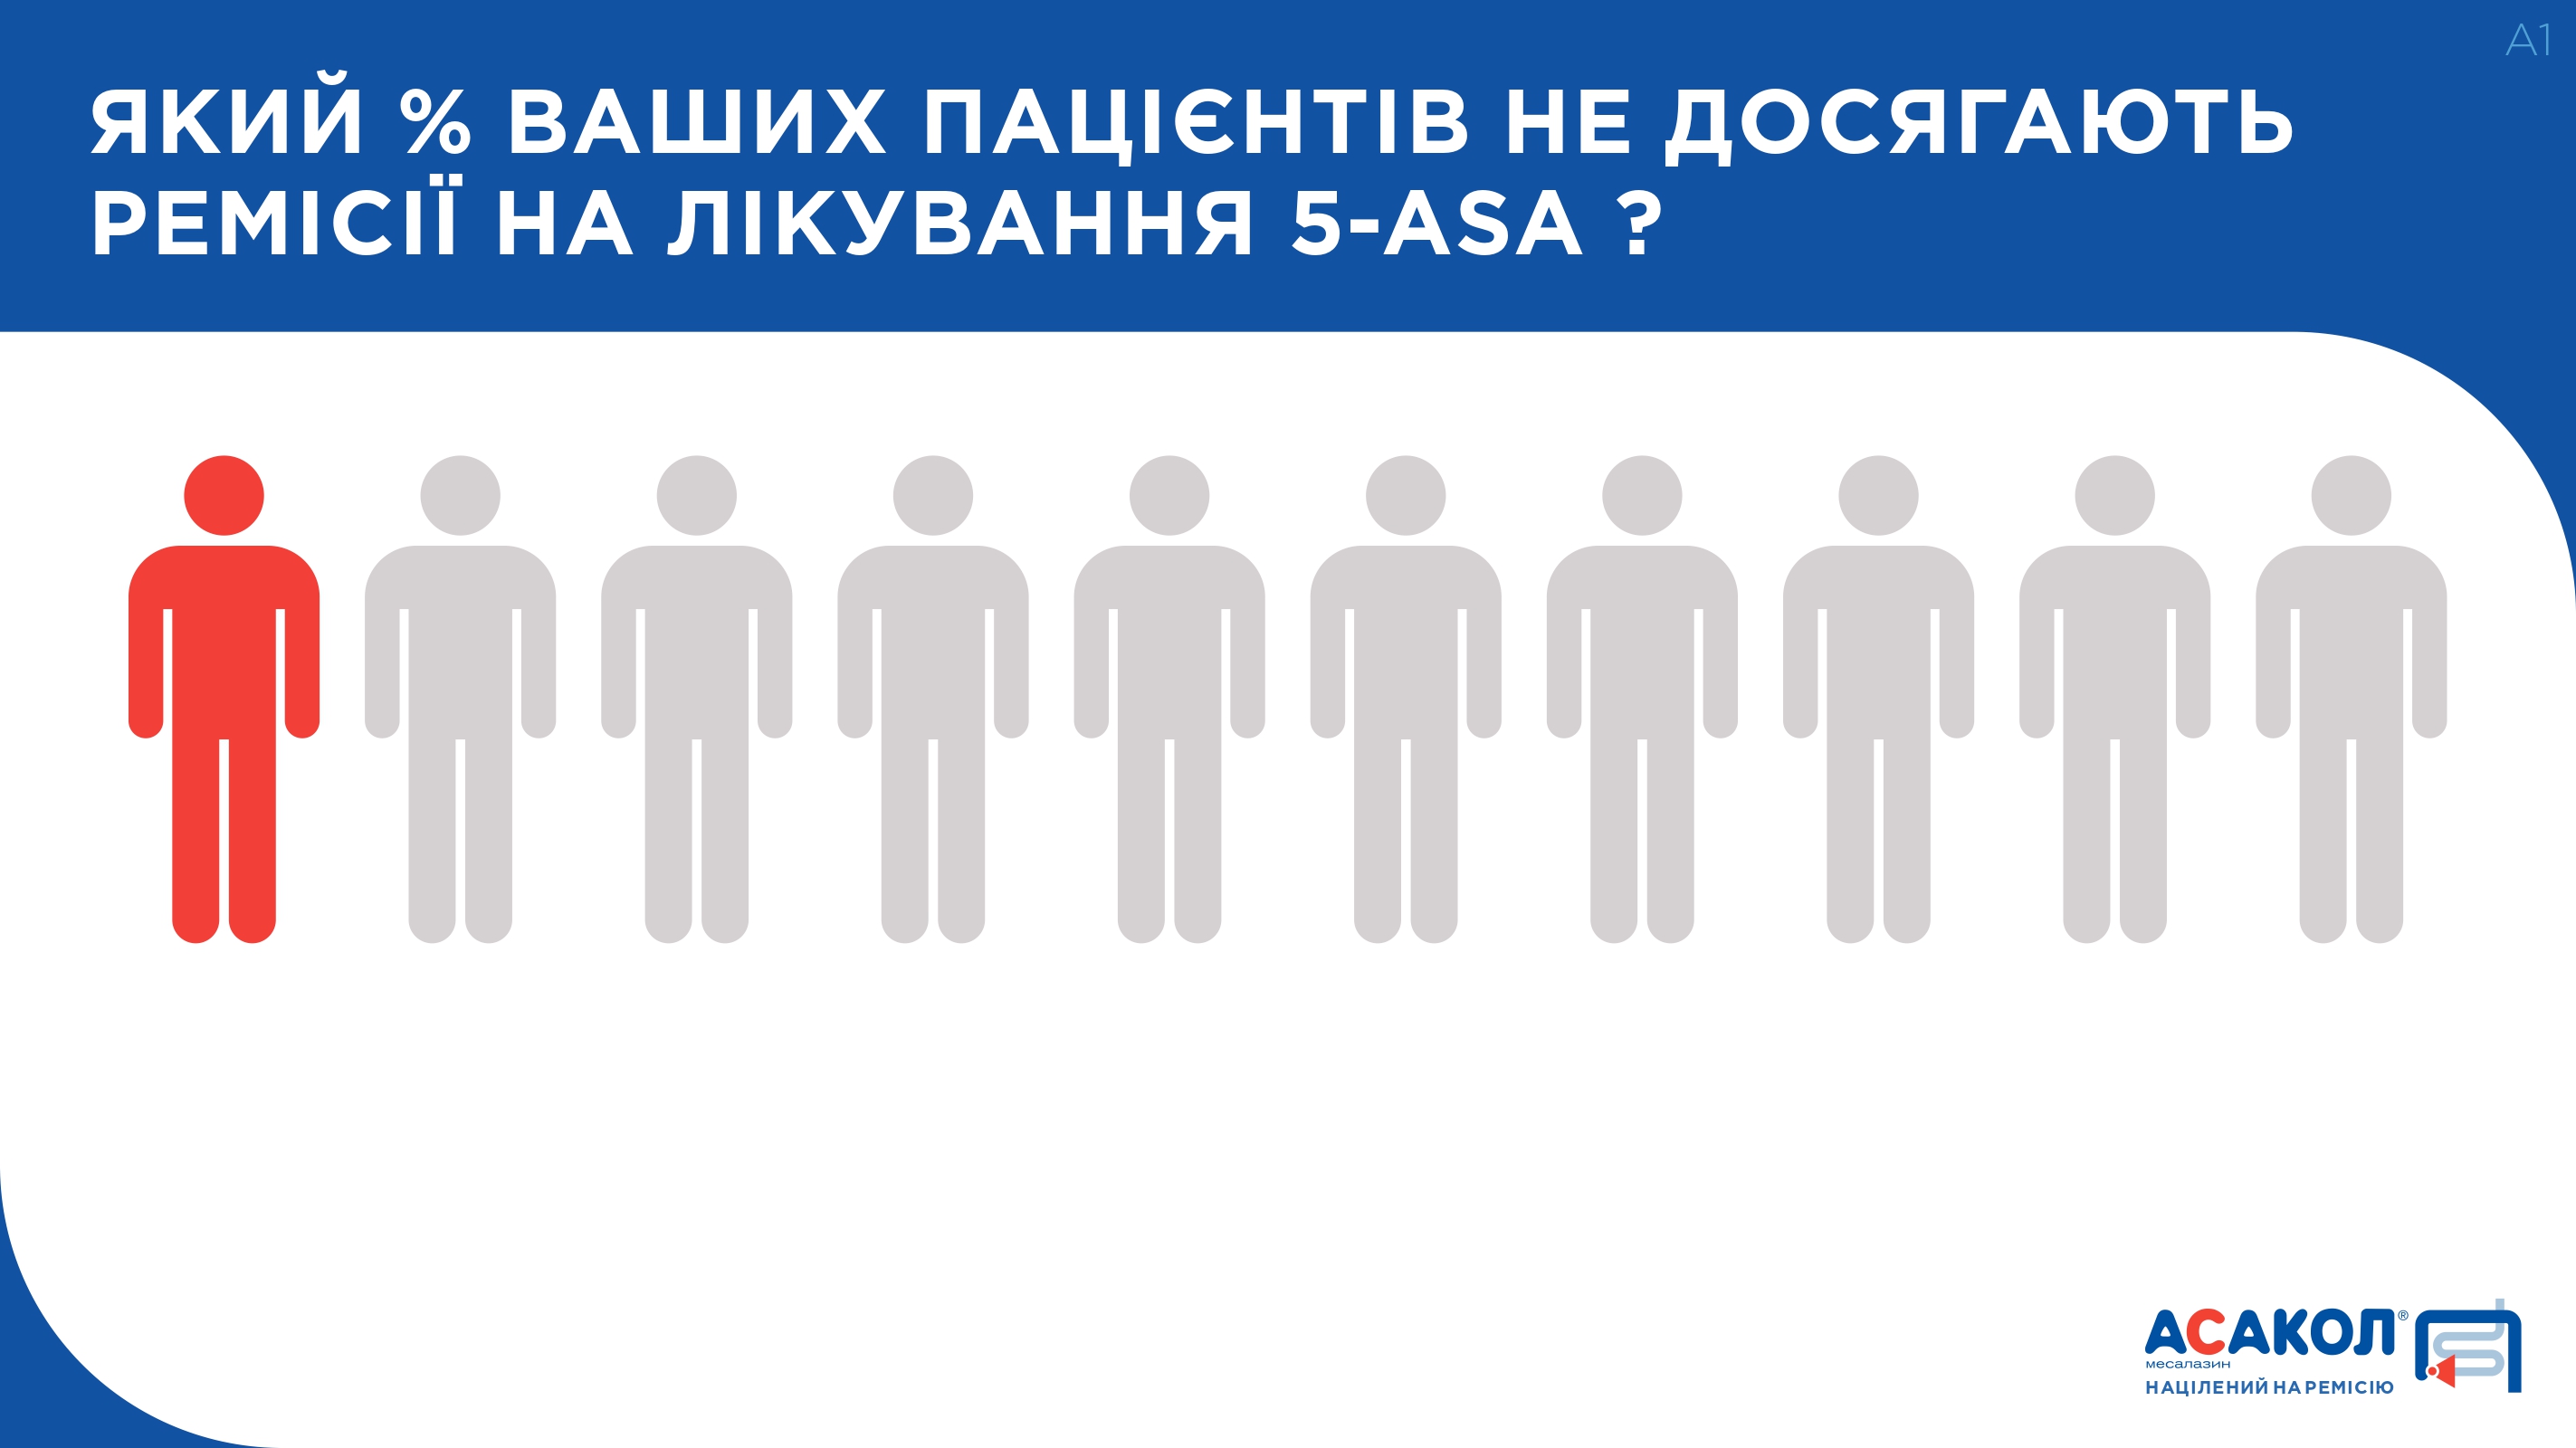 A1
ЯКИЙ % ВАШИХ ПАЦІЄНТІВ НЕ ДОСЯГАЮТЬ
РЕМІСІЇ НА ЛІКУВАННЯ 5-ASA ?
АСАКОЛ®
месалазин
НАЦІЛЕНИЙ НА РЕМІСІЮ